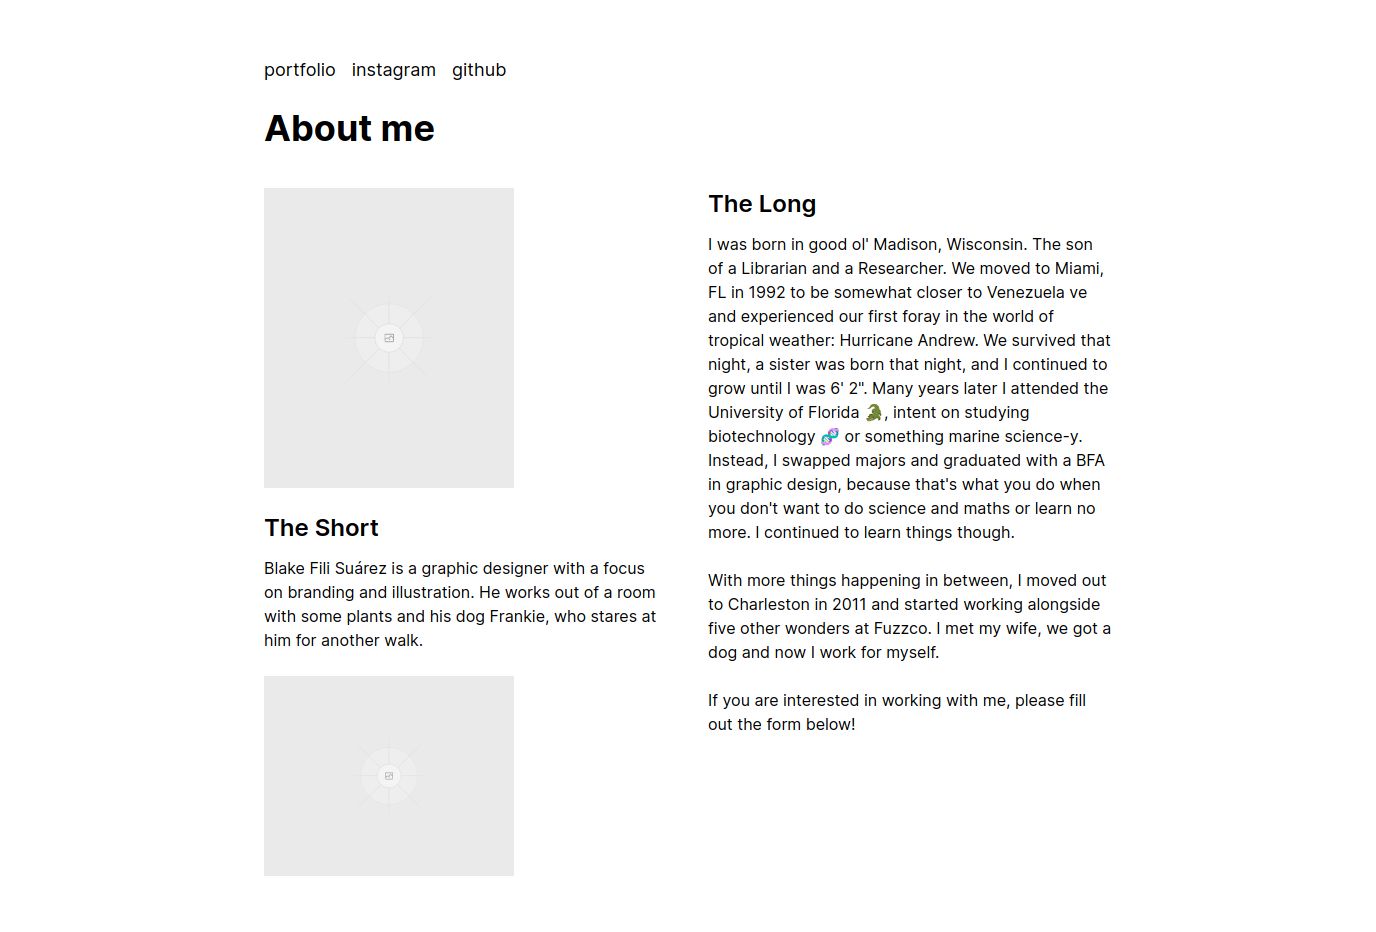 portfolio instagram github
About me
The Short
Blake Fili Suárez is a graphic designer with a focus
on branding and illustration. He works out of a room
with some plants and his dog Frankie, who stares at
him for another walk.
The Long
I was born in good ol' Madison, Wisconsin. The son
of a Librarian and a Researcher. We moved to Miami,
FL in 1992 to be somewhat closer to Venezuela ve
and experienced our first foray in the world of
tropical weather: Hurricane Andrew. We survived that
night, a sister was born that night, and I continued to
grow until I was 6' 2". Many years later I attended the
University of Florida 🐊, intent on studying
biotechnology 🧬 or something marine science-y.
Instead, I swapped majors and graduated with a BFA
in graphic design, because that's what you do when
you don't want to do science and maths or learn no
more. I continued to learn things though.
With more things happening in between, I moved out
to Charleston in 2011 and started working alongside
five other wonders at Fuzzco. I met my wife, we got a
dog and now I work for myself.
If you are interested in working with me, please fill
out the form below!